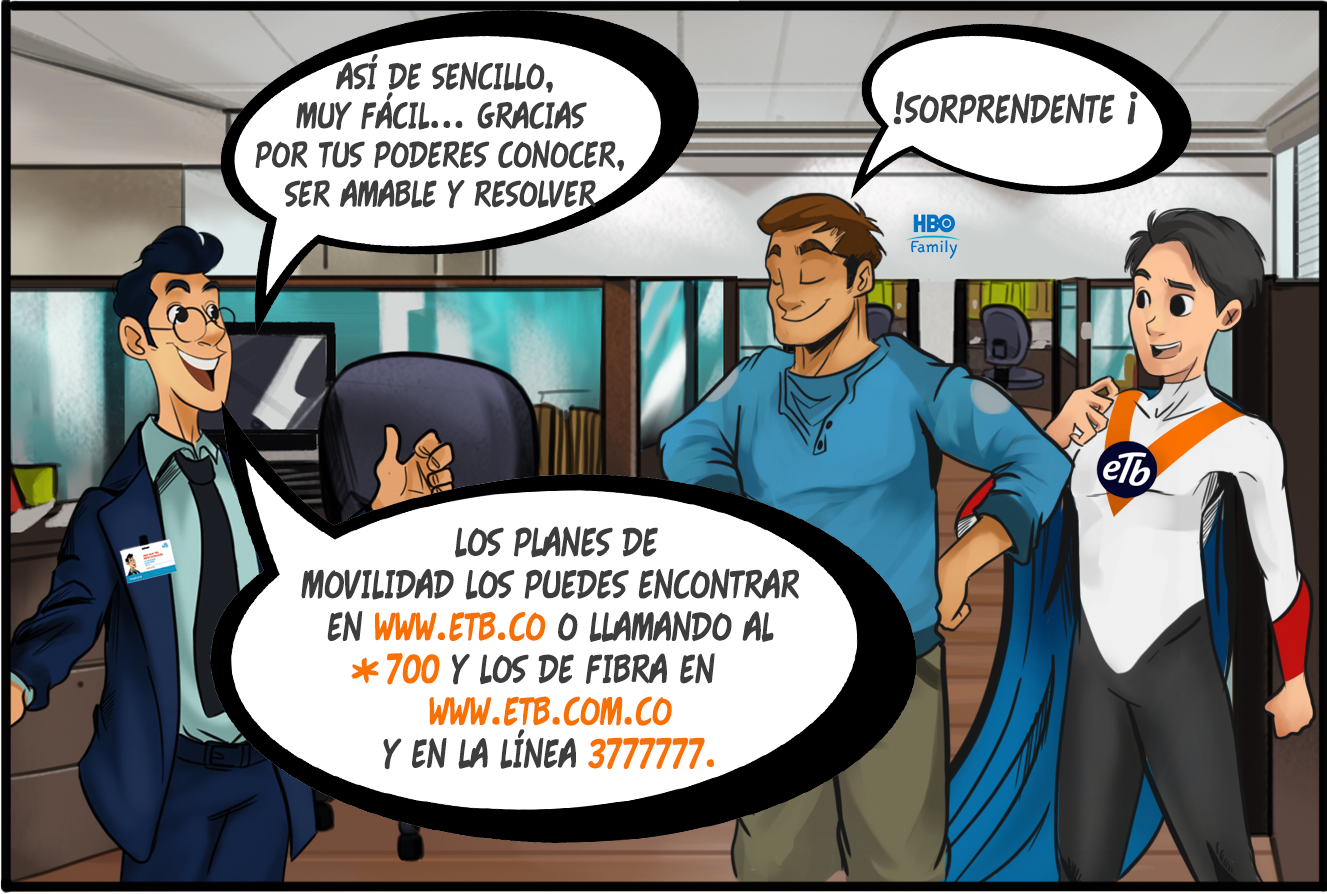 ASÍ DE SENCILLO,
MUY FÁCIL... GRACIAS
POR TUS PODERES CONOCER,
SER AMABLE Y RESOLVER
!SORPRENDENTE ¡
HBO
Family
eTb
LOS PLANES DE
MOVILIDAD LOS PUEDES ENCONTRAR
EN WWW.ETB.CO O LLAMANDO AL
*700 Y LOS DE FIBRA EN
WWW.ETB.COM.CO
Y EN LA LÍNEA 3777777.